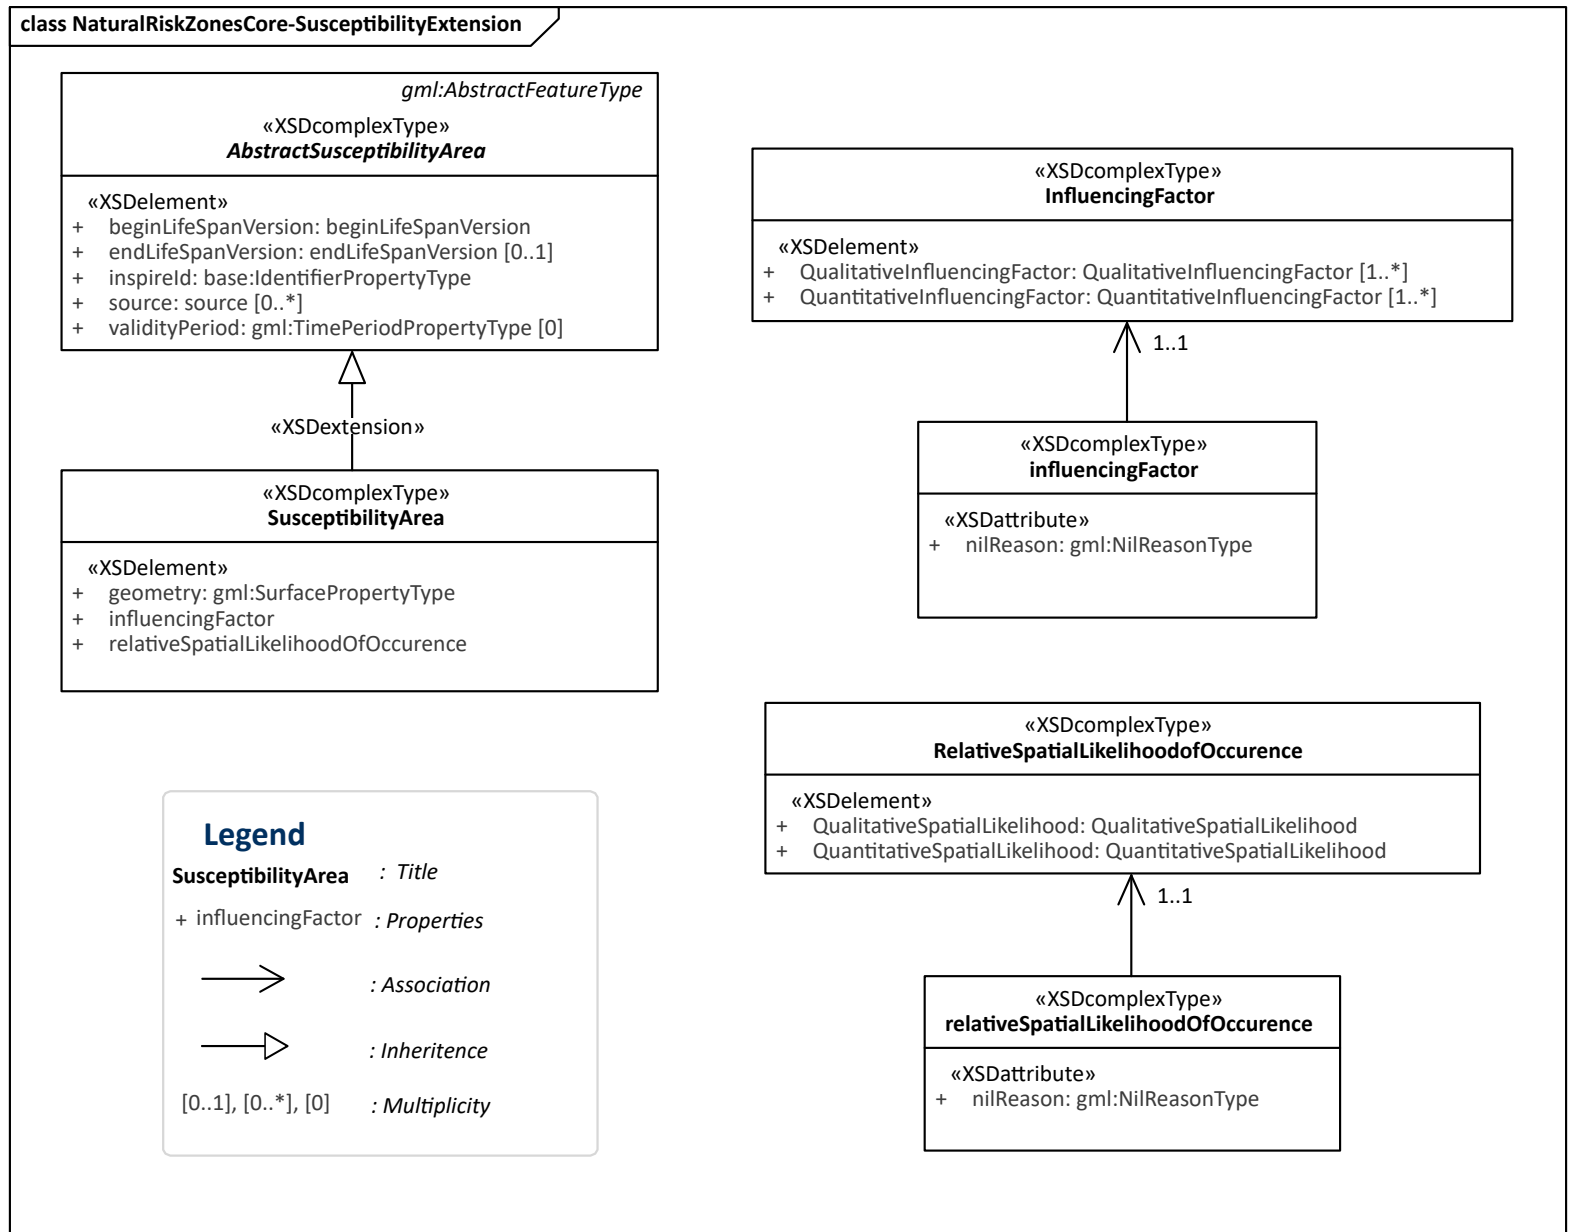 class NaturalRiskZonesCore-SusceptibilityExtension
gml:AbstractFeatureType
«XSDcomplexType»
AbstractSusceptibilityArea
«XSDelement»
+ beginLifeSpanVersion: beginLifeSpanVersion
+ endLifeSpanVersion: endLifeSpanVersion [0..1]
+ inspireId: base:IdentifierPropertyType
+ source: source [0..*]
+ validityPeriod: gml:TimePeriodPropertyType [0]
«XSDextension»
«XSDcomplexType»
SusceptibilityArea
«XSDelement»
+ geometry: gml:SurfacePropertyType
+ influencingFactor
+ relativeSpatialLikelihoodOfOccurence
«XSDcomplexType»
InfluencingFactor
«XSDelement»
+ QualitativeInfluencingFactor: QualitativeInfluencingFactor [1..*]
+ QuantitativeInfluencingFactor: QuantitativeInfluencingFactor [1..*]
1..1
«XSDcomplexType»
influencingFactor
«XSDattribute»
+ nilReason: gml:NilReasonType
«XSDcomplexType»
RelativeSpatialLikelihoodofOccurence
«XSDelement»
+ QualitativeSpatialLikelihood: QualitativeSpatialLikelihood
+ QuantitativeSpatialLikelihood: QuantitativeSpatialLikelihood
1..1
«XSDcomplexType»
relativeSpatialLikelihoodOfOccurence
«XSDattribute»
+ nilReason: gml:NilReasonType
Legend
SusceptibilityArea : Title
+ influencingFactor : Properties
: Association
: Inheritence
[0..1], [0..*], [0] : Multiplicity